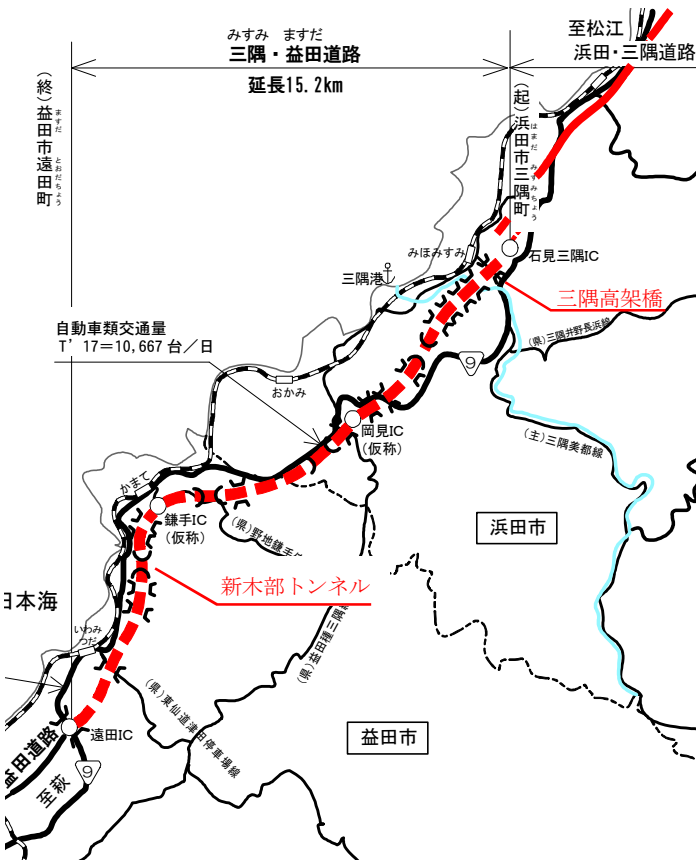 みすみ ますだ
三隅・益田道路
延長15.2km
至松江
浜田・三隅道路
(終)益田市遠田町
ますだ とおだちょう
(起)浜田市三隅町
はまだ みすみちょう
みほみすみ
石見三隅IC
三隅港
三隅高架橋
自動車類交通量
T'17=10,667台/日
(県)三隅井野長浜線
9
おかみ
岡見IC
(仮称)
(主)三隅美都線
かまて
鎌手IC
(仮称)
(県)野地鎌手
浜田市
日本海
新木部トンネル
いわみ
つだ
(県)益田種三隅線
(県)東仙道津田停車場線
遠田IC
益田市
益田道路
9
至萩